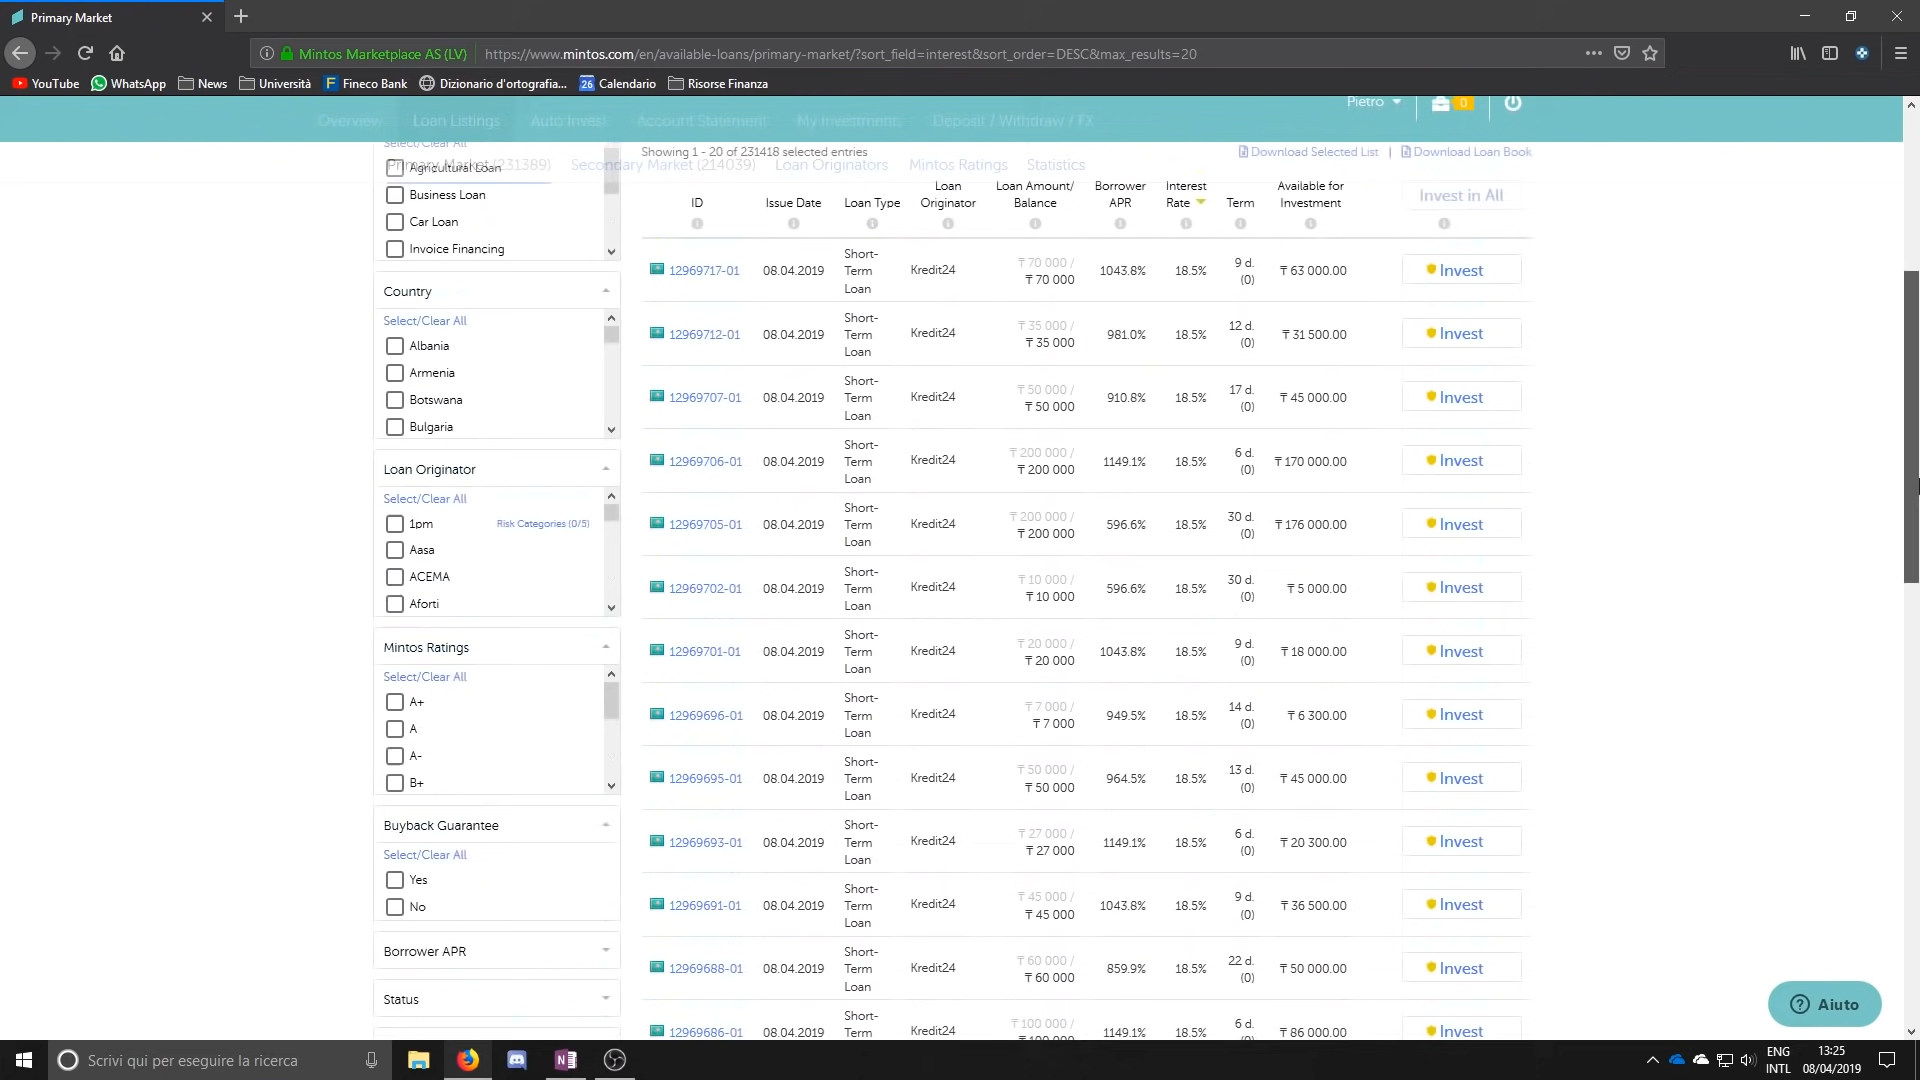 Primary Market
Mintos Marketplace AS (LV)
https://www.mintos.com/en/available-loans/primary-market/?sort_field=interest&sort_order=DESC&max_results=20
YouTube WhatsApp News Università Fineco Bank Dizionario d'ortografia... 26 Calendario Risorse Finanza
Pietro 0
Overview Loan Listings Auto Invest Account Statement My Investments Deposit / Withdraw / FX
Primary Market (231389) Secondary Market (214039) Loan Originators Mintos Ratings Statistics
Select/Clear All
Agricultural Loan
Business Loan
Car Loan
Invoice Financing
Country
Select/Clear All
Albania
Armenia
Botswana
Bulgaria
Loan Originator
Select/Clear All
1pm Risk Categories (0/5)
Aasa
ACEMA
Aforti
Mintos Ratings
Select/Clear All
A+
A
A-
B+
Buyback Guarantee
Select/Clear All
Yes
No
Borrower APR
Status
Showing 1 - 20 of 231418 selected entries
Download Selected List | Download Loan Book
ID Issue Date Loan Type Loan Originator Loan Amount/ Balance Borrower APR Interest Rate Term Available for Investment Invest in All
12969717-01 08.04.2019 Short-Term Loan Kredit24 ₸ 70 000 / ₸ 70 000 1043.8% 18.5% 9 d. (0) ₸ 63 000.00 Invest
12969712-01 08.04.2019 Short-Term Loan Kredit24 ₸ 35 000 / ₸ 35 000 981.0% 18.5% 12 d. (0) ₸ 31 500.00 Invest
12969707-01 08.04.2019 Short-Term Loan Kredit24 ₸ 50 000 / ₸ 50 000 910.8% 18.5% 17 d. (0) ₸ 45 000.00 Invest
12969706-01 08.04.2019 Short-Term Loan Kredit24 ₸ 200 000 / ₸ 200 000 1149.1% 18.5% 6 d. (0) ₸ 170 000.00 Invest
12969705-01 08.04.2019 Short-Term Loan Kredit24 ₸ 200 000 / ₸ 200 000 596.6% 18.5% 30 d. (0) ₸ 176 000.00 Invest
12969702-01 08.04.2019 Short-Term Loan Kredit24 ₸ 10 000 / ₸ 10 000 596.6% 18.5% 30 d. (0) ₸ 5 000.00 Invest
12969701-01 08.04.2019 Short-Term Loan Kredit24 ₸ 20 000 / ₸ 20 000 1043.8% 18.5% 9 d. (0) ₸ 18 000.00 Invest
12969696-01 08.04.2019 Short-Term Loan Kredit24 ₸ 7 000 / ₸ 7 000 949.5% 18.5% 14 d. (0) ₸ 6 300.00 Invest
12969695-01 08.04.2019 Short-Term Loan Kredit24 ₸ 50 000 / ₸ 50 000 964.5% 18.5% 13 d. (0) ₸ 45 000.00 Invest
12969693-01 08.04.2019 Short-Term Loan Kredit24 ₸ 27 000 / ₸ 27 000 1149.1% 18.5% 6 d. (0) ₸ 20 300.00 Invest
12969691-01 08.04.2019 Short-Term Loan Kredit24 ₸ 45 000 / ₸ 45 000 1043.8% 18.5% 9 d. (0) ₸ 36 500.00 Invest
12969688-01 08.04.2019 Short-Term Loan Kredit24 ₸ 60 000 / ₸ 60 000 859.9% 18.5% 22 d. (0) ₸ 50 000.00 Invest
12969686-01 08.04.2019 Short-Term Kredit24 ₸ 100 000 / ₸ 100 000 1149.1% 18.5% 6 d. (0) ₸ 86 000.00 Invest
Aiuto
Scrivi qui per eseguire la ricerca
ENG INTL
13:25
08/04/2019